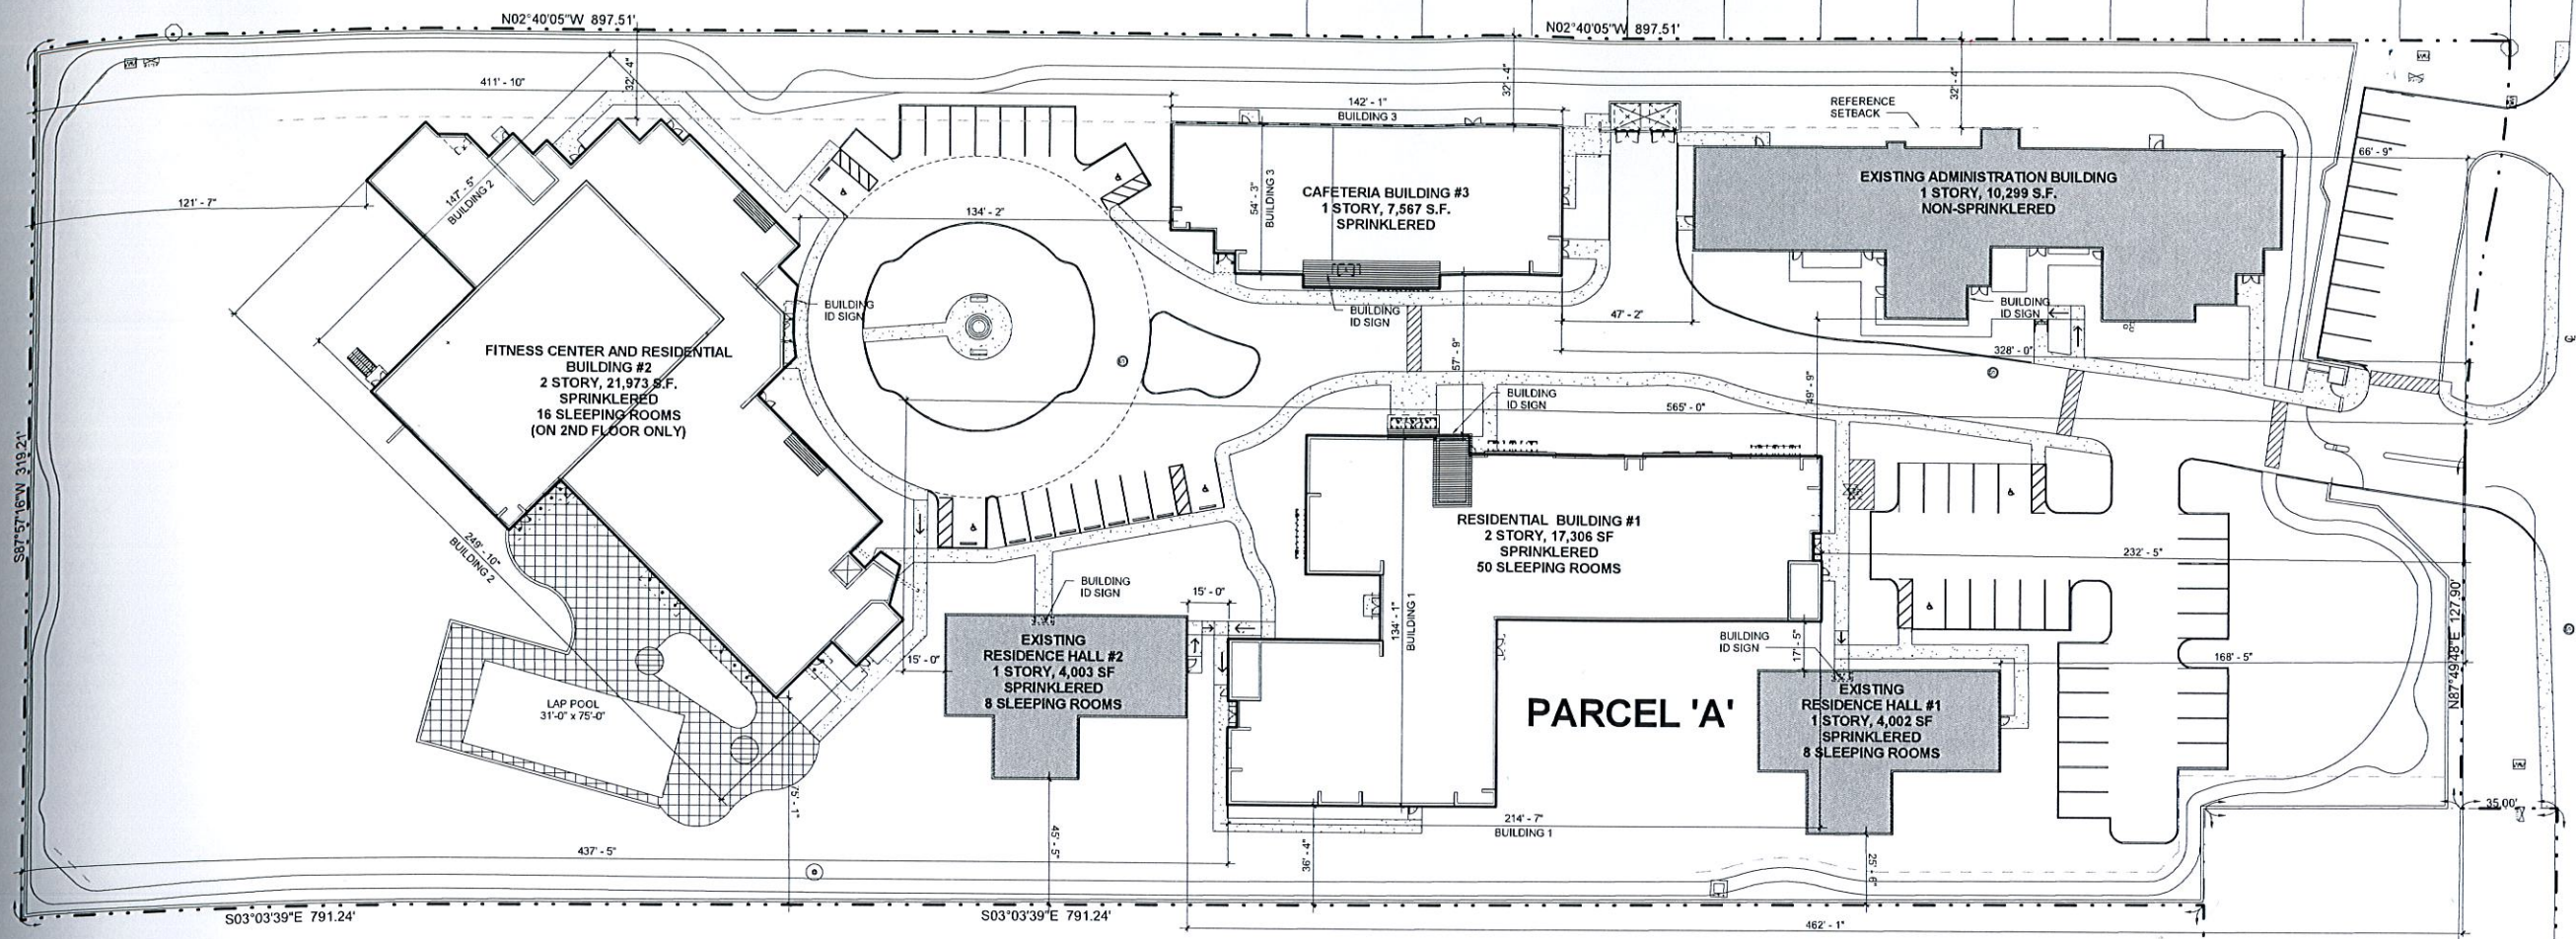 N02°40'05"W 897.51'
N02°40'05"W 897.51'
411' - 10"
32' - 4"
32' - 4"
32' - 4"
142' - 1"
BUILDING 3
REFERENCE
SETBACK
66' - 9"
121' - 7"
147' - 5"
BUILDING 2
134' - 2"
54' - 3"
BUILDING 3
CAFETERIA BUILDING #3
1 STORY, 7,567 S.F.
SPRINKLERED
EXISTING ADMINISTRATION BUILDING
1 STORY, 10,299 S.F.
NON-SPRINKLERED
BUILDING
ID SIGN
BUILDING
ID SIGN
BUILDING
ID SIGN
47' - 2"
328' - 0"
57' - 9"
49' - 9"
FITNESS CENTER AND RESIDENTIAL
BUILDING #2
2 STORY, 21,973 S.F.
SPRINKLERED
16 SLEEPING ROOMS
(ON 2ND FLOOR ONLY)
BUILDING
ID SIGN
565' - 0"
S87°57'16"W 319.21'
249' - 10"
BUILDING 2
RESIDENTIAL BUILDING #1
2 STORY, 17,306 SF
SPRINKLERED
50 SLEEPING ROOMS
232' - 5"
BUILDING
ID SIGN
15' - 0"
134' - 1"
BUILDING 1
BUILDING
ID SIGN
17' - 5"
168' - 5"
N87°49'48"E 127.90'
15' - 0"
EXISTING
RESIDENCE HALL #2
1 STORY, 4,003 SF
SPRINKLERED
8 SLEEPING ROOMS
PARCEL 'A'
EXISTING
RESIDENCE HALL #1
1 STORY, 4,002 SF
SPRINKLERED
8 SLEEPING ROOMS
LAP POOL
31'-0" x 75'-0"
75' - 1"
45' - 5"
214' - 7"
BUILDING 1
35.00'
437' - 5"
36' - 4"
25' - 6"
S03°03'39"E 791.24'
S03°03'39"E 791.24'
462' - 1"